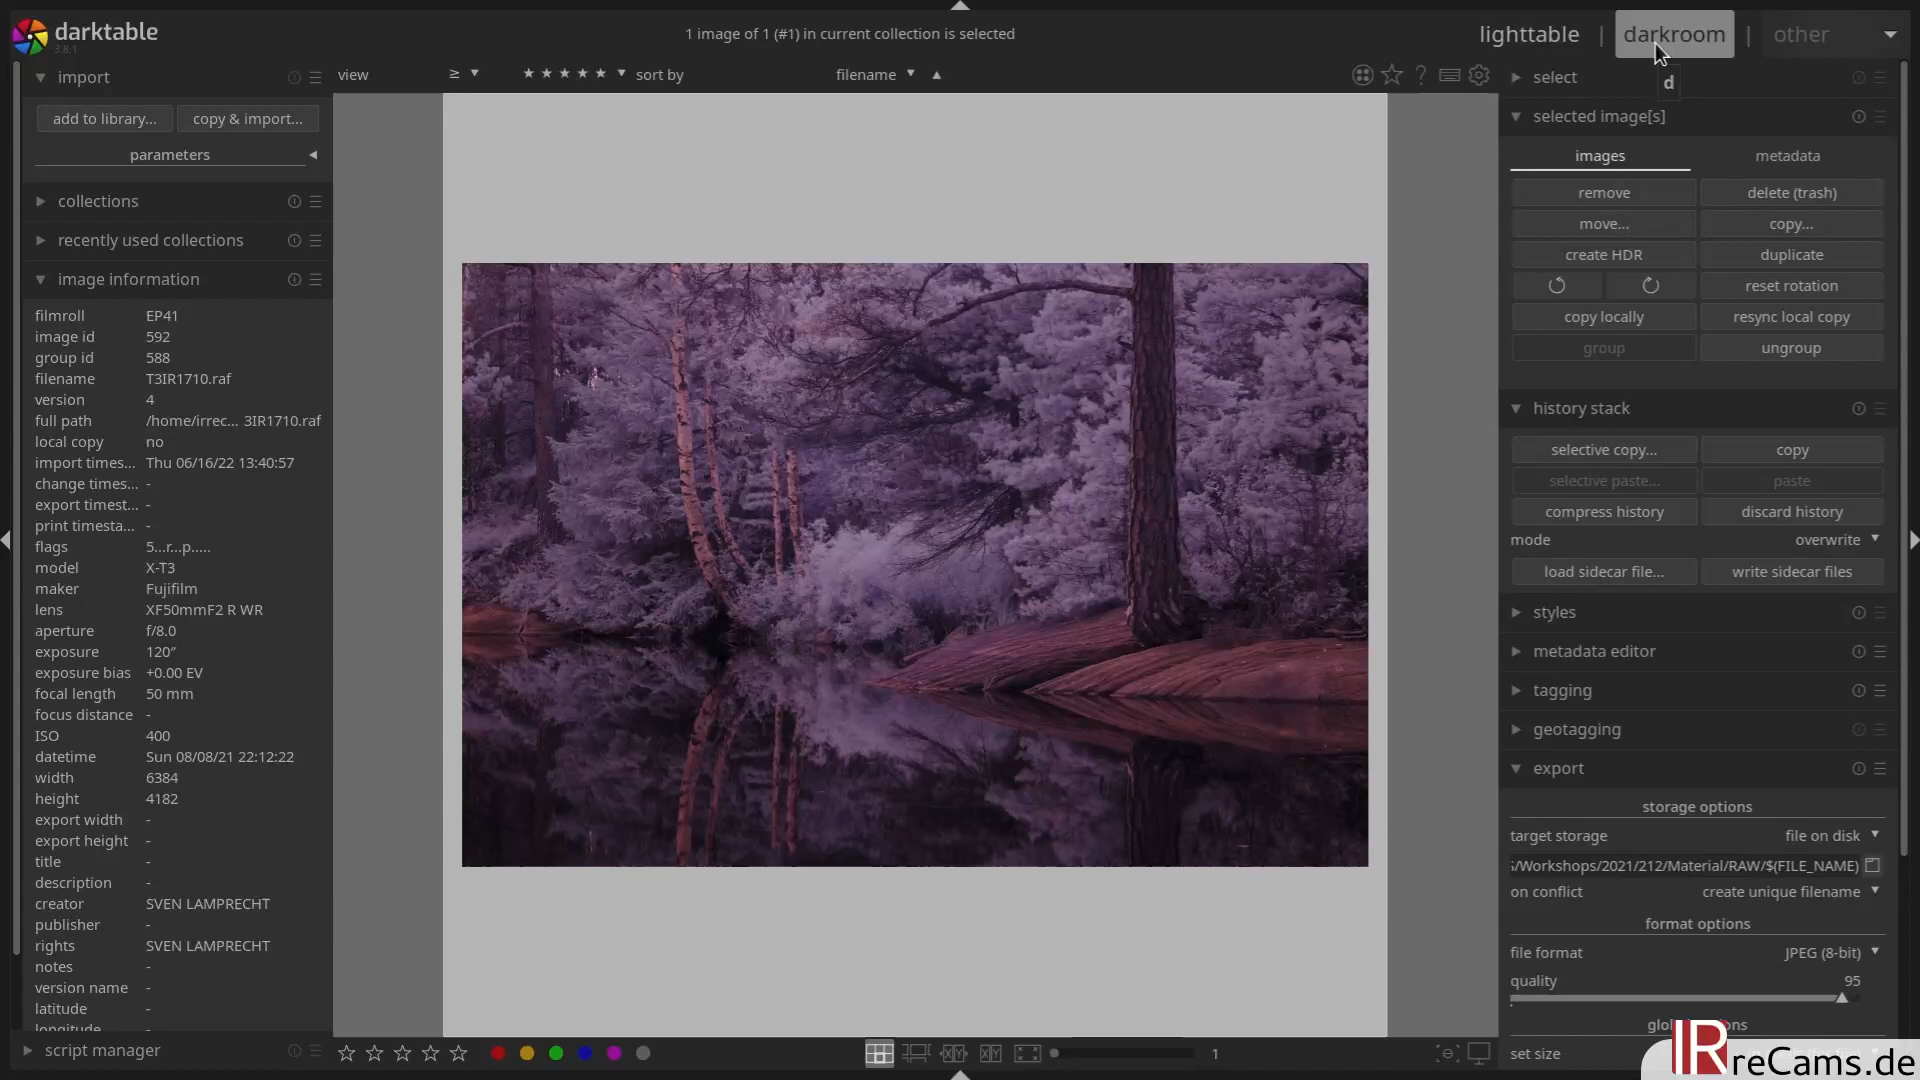 darktable
3.8.1
1 image of 1 (#1) in current collection is selected
lighttable | darkroom | other
d
import
add to library...
copy & import...
parameters
collections
recently used collections
image information
filmroll EP41
image id 592
group id 588
filename T3IR1710.raf
version 4
full path /home/irrec... 3IR1710.raf
local copy no
import times... Thu 06/16/22 13:40:57
change times... -
export timest... -
print timesta... -
flags 5...r...p.....
model X-T3
maker Fujifilm
lens XF50mmF2 R WR
aperture f/8.0
exposure 120″
exposure bias +0.00 EV
focal length 50 mm
focus distance -
ISO 400
datetime Sun 08/08/21 22:12:22
width 6384
height 4182
export width -
export height -
title -
description -
creator SVEN LAMPRECHT
publisher -
rights SVEN LAMPRECHT
notes -
version name -
latitude -
longitude -
script manager
view ≥ ★ ★ ★ ★ ★ sort by filename
?
1
select
selected image[s]
images metadata
remove delete (trash)
move... copy...
create HDR duplicate
reset rotation
copy locally resync local copy
group ungroup
history stack
selective copy... copy
selective paste... paste
compress history discard history
mode overwrite
load sidecar file... write sidecar files
styles
metadata editor
tagging
geotagging
export
storage options
target storage file on disk
/Workshops/2021/212/Material/RAW/$(FILE_NAME)
on conflict create unique filename
format options
file format JPEG (8-bit)
quality 95
set size
IRreCams.de